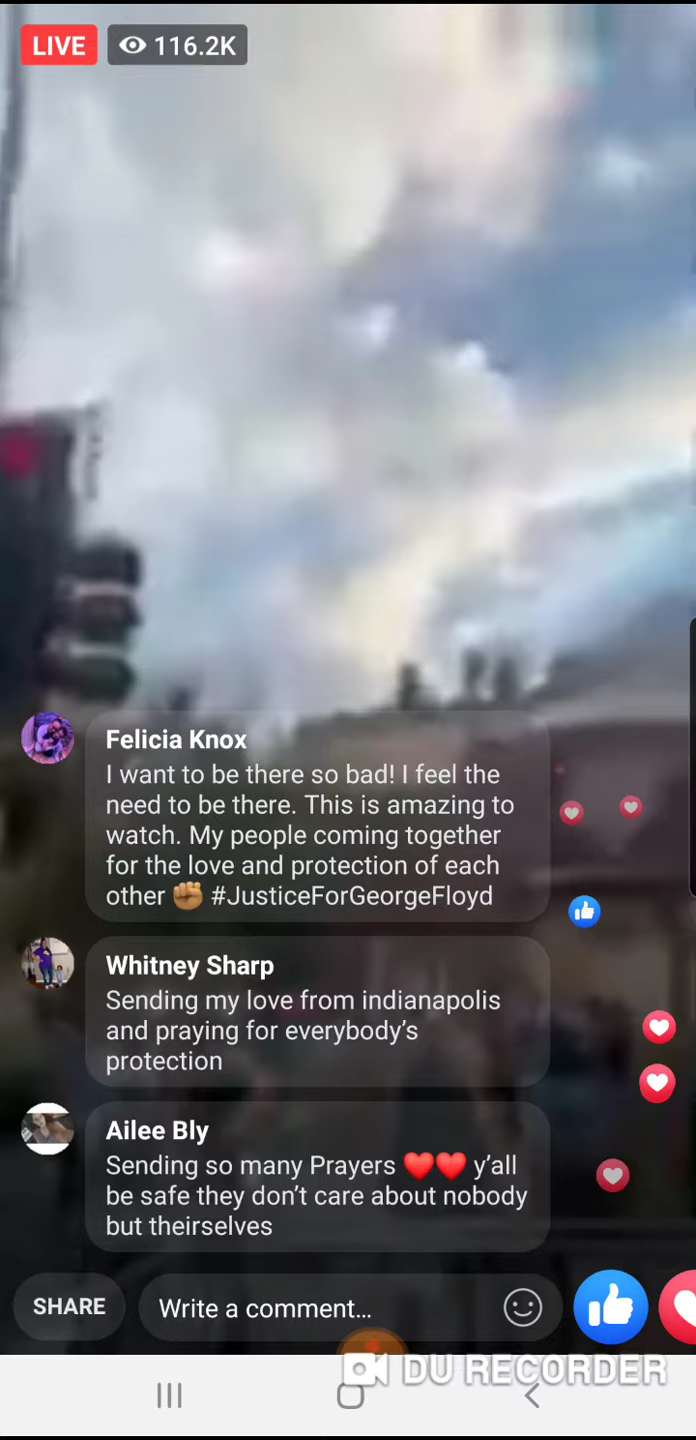 LIVE 116.2K
Felicia Knox
I want to be there so bad! I feel the
need to be there. This is amazing to
watch. My people coming together
for the love and protection of each
other ✊🏾 #JusticeForGeorgeFloyd
Whitney Sharp
Sending my love from indianapolis
and praying for everybody’s
protection
Ailee Bly
Sending so many Prayers ❤️❤️ y’all
be safe they don’t care about nobody
but theirselves
SHARE Write a comment...
DU RECORDER